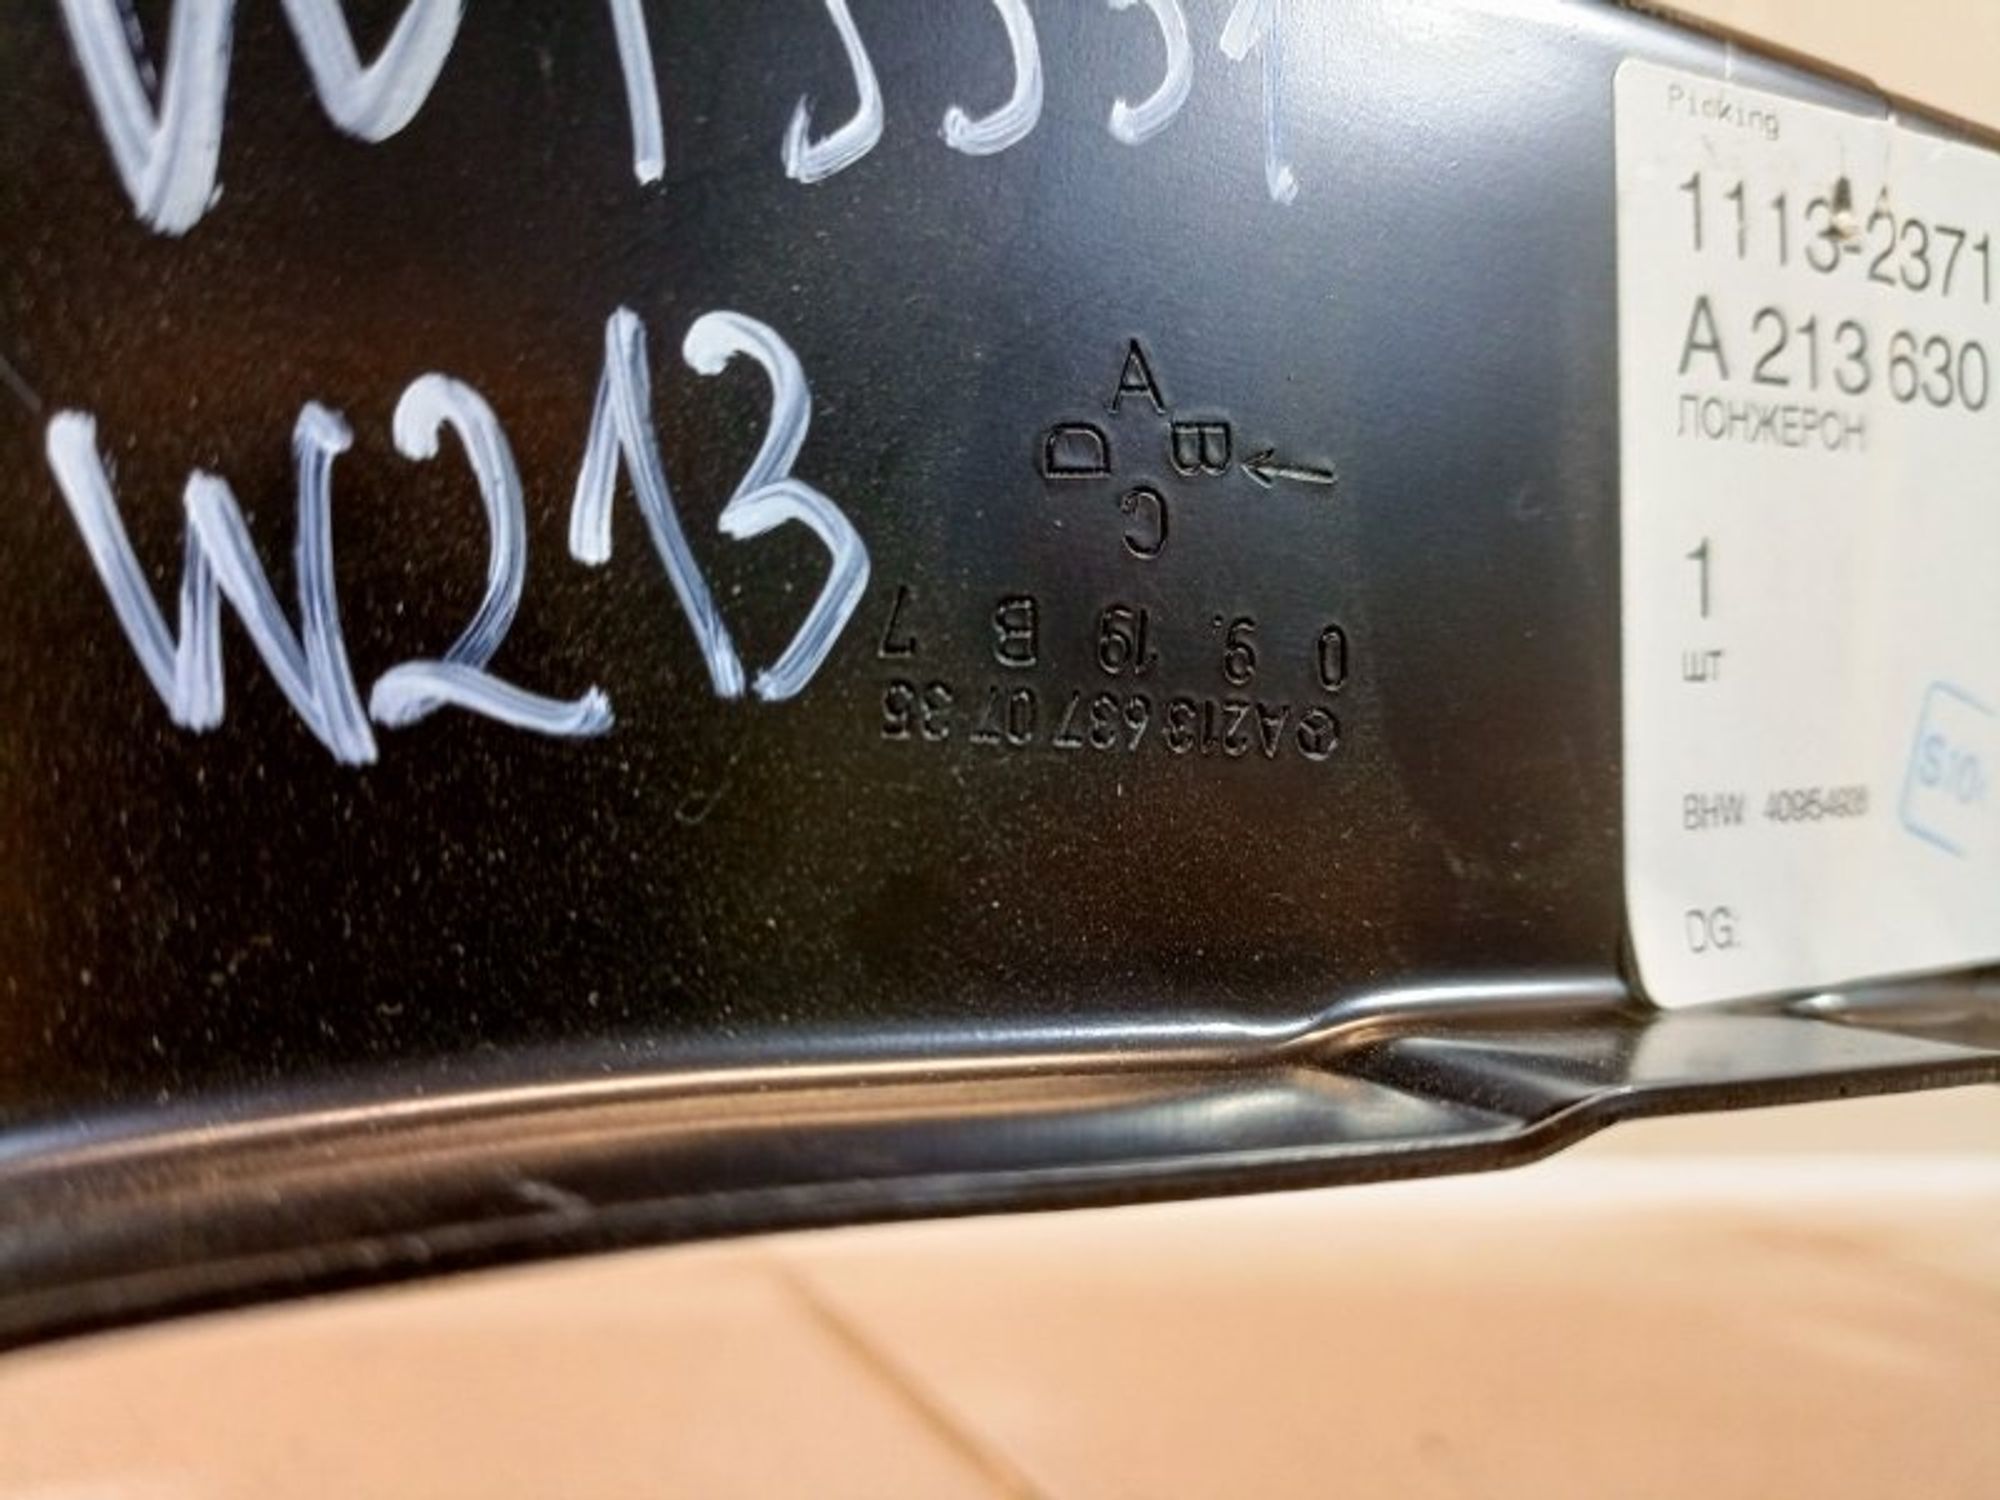 W213
A
D B
C
A213 637 07 35
0 9. 19 B 7
Picking
1113-2371
A 213 630
ЛОНЖЕРОН
1
шт
BHW
DG: